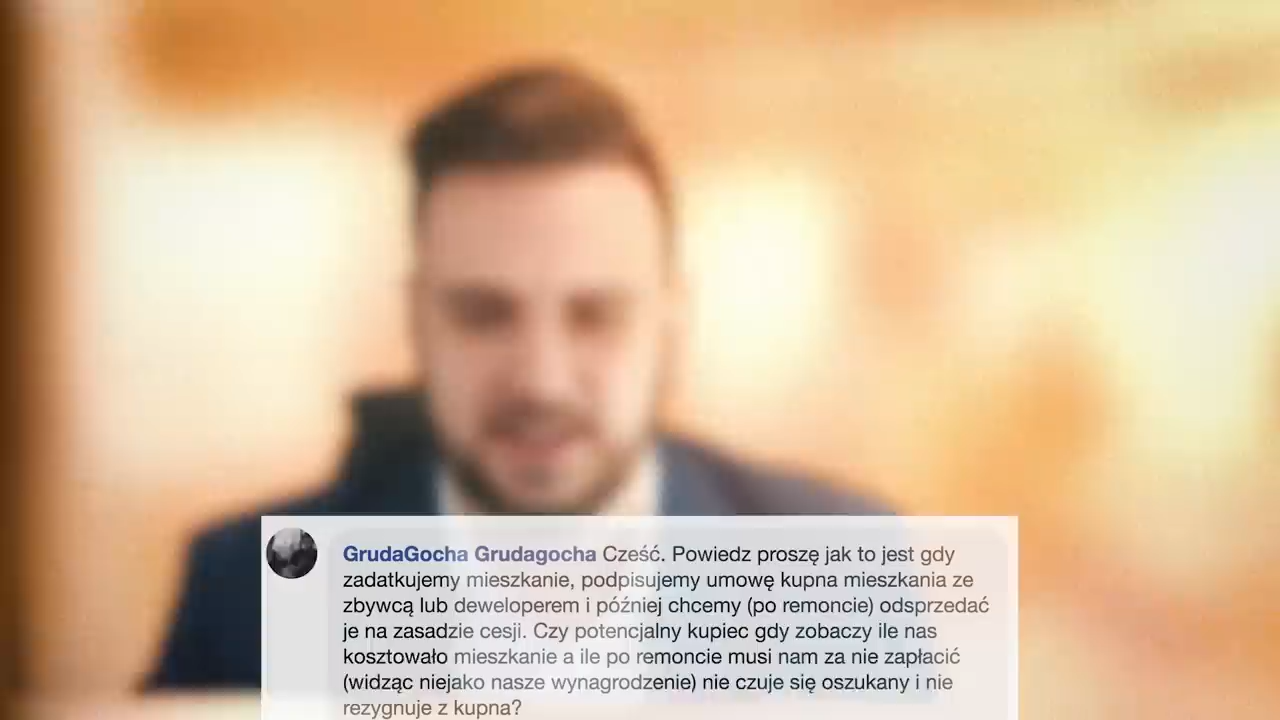 GrudaGocha Grudagocha Cześć. Powiedz proszę jak to jest gdy
zadatkujemy mieszkanie, podpisujemy umowę kupna mieszkania ze
zbywcą lub deweloperem i później chcemy (po remoncie) odsprzedać
je na zasadzie cesji. Czy potencjalny kupiec gdy zobaczy ile nas
kosztowało mieszkanie a ile po remoncie musi nam za nie zapłacić
(widząc niejako nasze wynagrodzenie) nie czuje się oszukany i nie
rezygnuje z kupna?